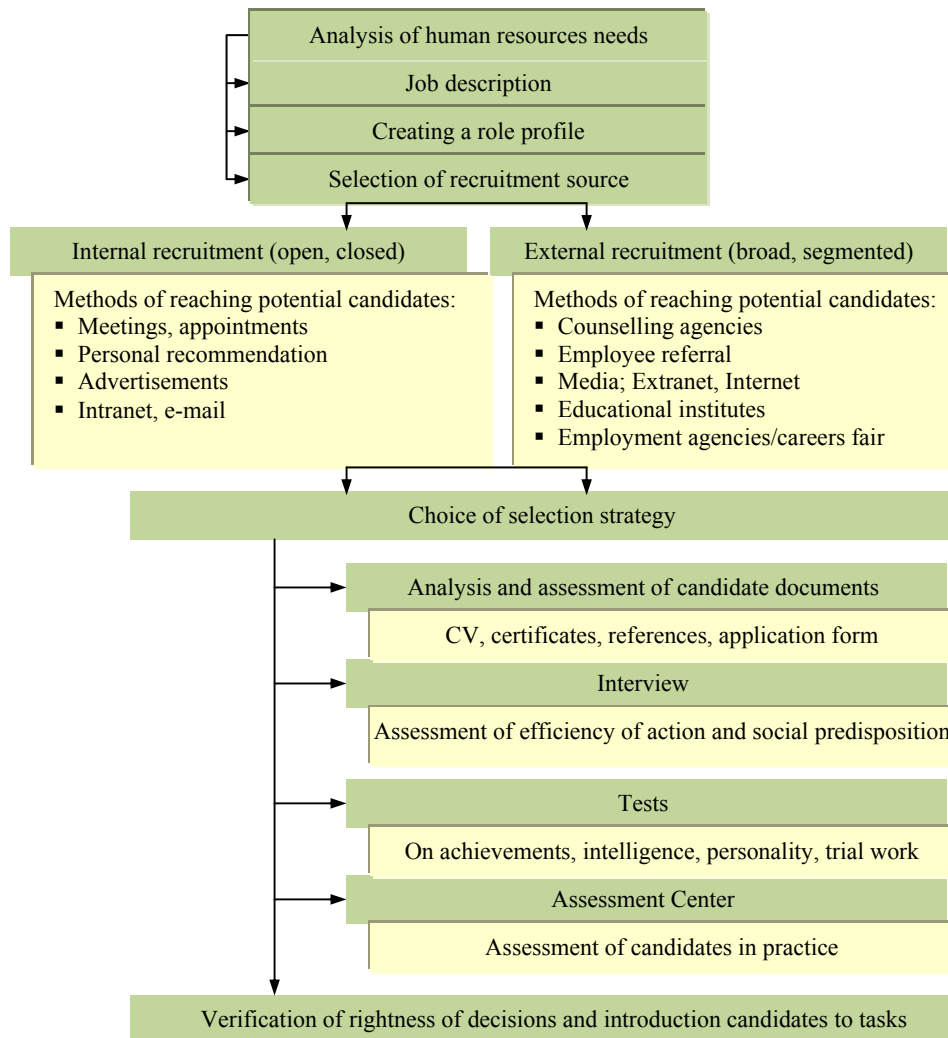 Analysis of human resources needs
Job description
Creating a role profile
Selection of recruitment source
Internal recruitment (open, closed)
Methods of reaching potential candidates:
▪ Meetings, appointments
▪ Personal recommendation
▪ Advertisements
▪ Intranet, e-mail
External recruitment (broad, segmented)
Methods of reaching potential candidates:
▪ Counselling agencies
▪ Employee referral
▪ Media; Extranet, Internet
▪ Educational institutes
▪ Employment agencies/careers fair
Choice of selection strategy
Analysis and assessment of candidate documents
CV, certificates, references, application form
Interview
Assessment of efficiency of action and social predisposition
Tests
On achievements, intelligence, personality, trial work
Assessment Center
Assessment of candidates in practice
Verification of rightness of decisions and introduction candidates to tasks